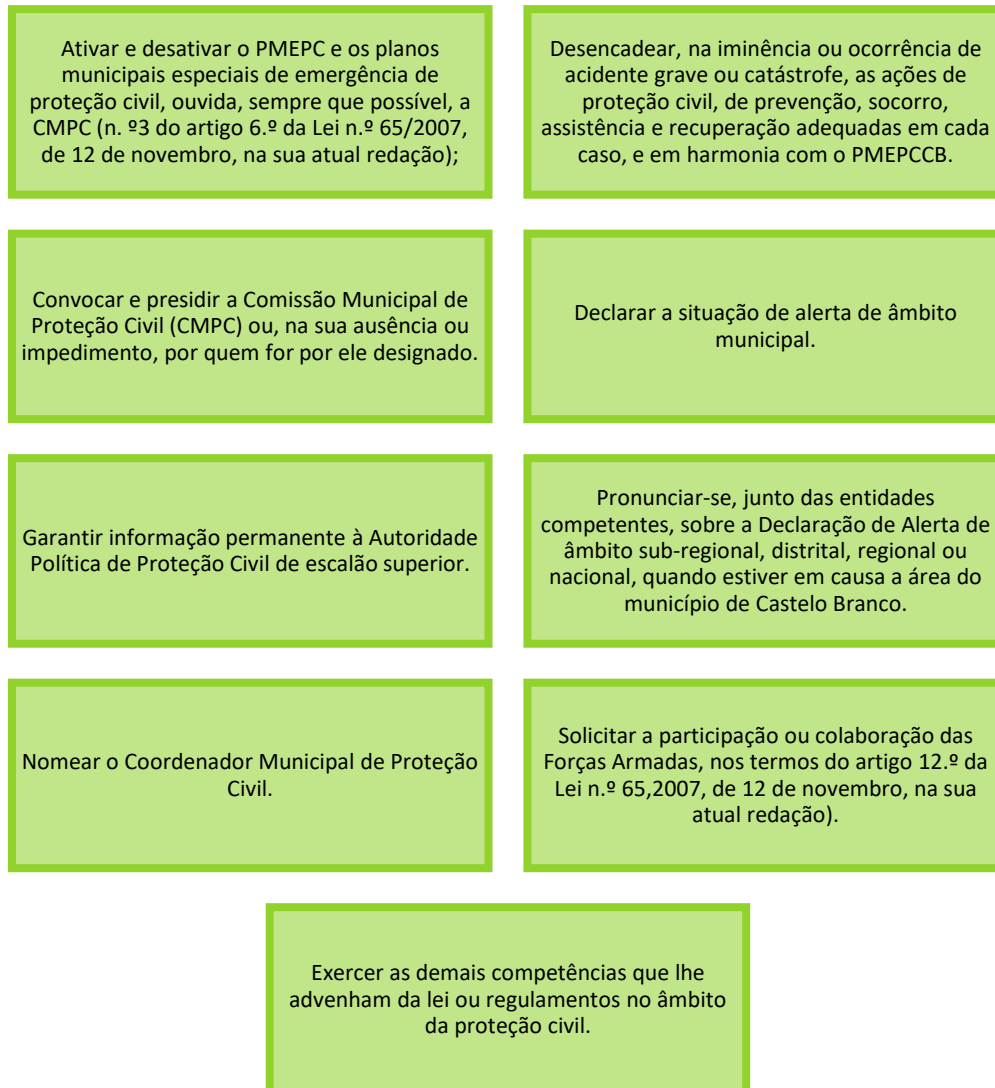 Ativar e desativar o PMEPC e os planos
municipais especiais de emergência de
proteção civil, ouvida, sempre que possível, a
CMPC (n. º3 do artigo 6.º da Lei n.º 65/2007,
de 12 de novembro, na sua atual redação);
Desencadear, na iminência ou ocorrência de
acidente grave ou catástrofe, as ações de
proteção civil, de prevenção, socorro,
assistência e recuperação adequadas em cada
caso, e em harmonia com o PMEPCCB.
Convocar e presidir a Comissão Municipal de
Proteção Civil (CMPC) ou, na sua ausência ou
impedimento, por quem for por ele designado.
Declarar a situação de alerta de âmbito
municipal.
Garantir informação permanente à Autoridade
Política de Proteção Civil de escalão superior.
Pronunciar-se, junto das entidades
competentes, sobre a Declaração de Alerta de
âmbito sub-regional, distrital, regional ou
nacional, quando estiver em causa a área do
município de Castelo Branco.
Nomear o Coordenador Municipal de Proteção
Civil.
Solicitar a participação ou colaboração das
Forças Armadas, nos termos do artigo 12.º da
Lei n.º 65,2007, de 12 de novembro, na sua
atual redação).
Exercer as demais competências que lhe
advenham da lei ou regulamentos no âmbito
da proteção civil.